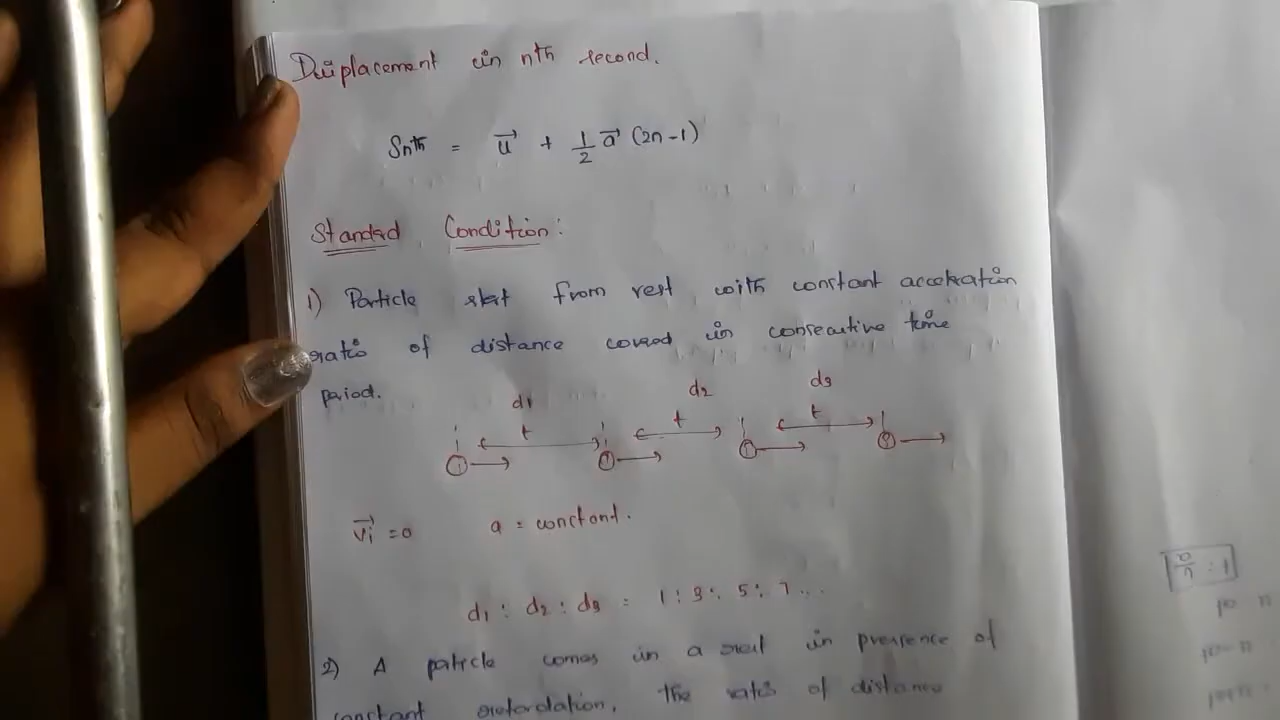 Displacement in nth second.
Snth = u⃗ + 1/2 a⃗ (2n-1)
Standard Condition:
1) Particle start from rest with constant acceleration
ratio of distance covered in consecutive time
period.
d1 d2 d3
t t t
v⃗i = 0 a = constant.
d1 : d2 : d3 = 1 : 3 : 5 : 7 ...
2) A particle comes in a rest in presence of
constant retardation, the ratio of distance